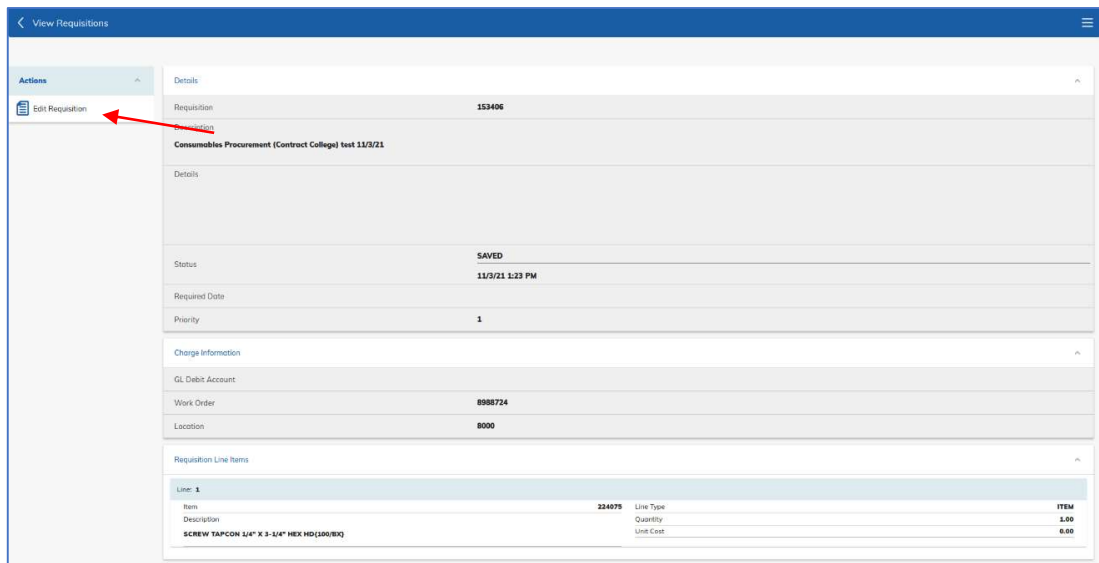 View Requisitions
Actions
Edit Requisition
Details
Requisition 153406
Description
Consumables Procurement (Contract College) test 11/3/21
Details
Status SAVED
11/3/21 1:23 PM
Required Date
Priority 1
Charge Information
GL Debit Account
Work Order 8988724
Location 8000
Requisition Line Items
Line: 1
Item 224075 Line Type ITEM
Description Quantity 1.00
SCREW TAPCON 1/4" X 3-1/4" HEX HD(100/BX) Unit Cost 0.00